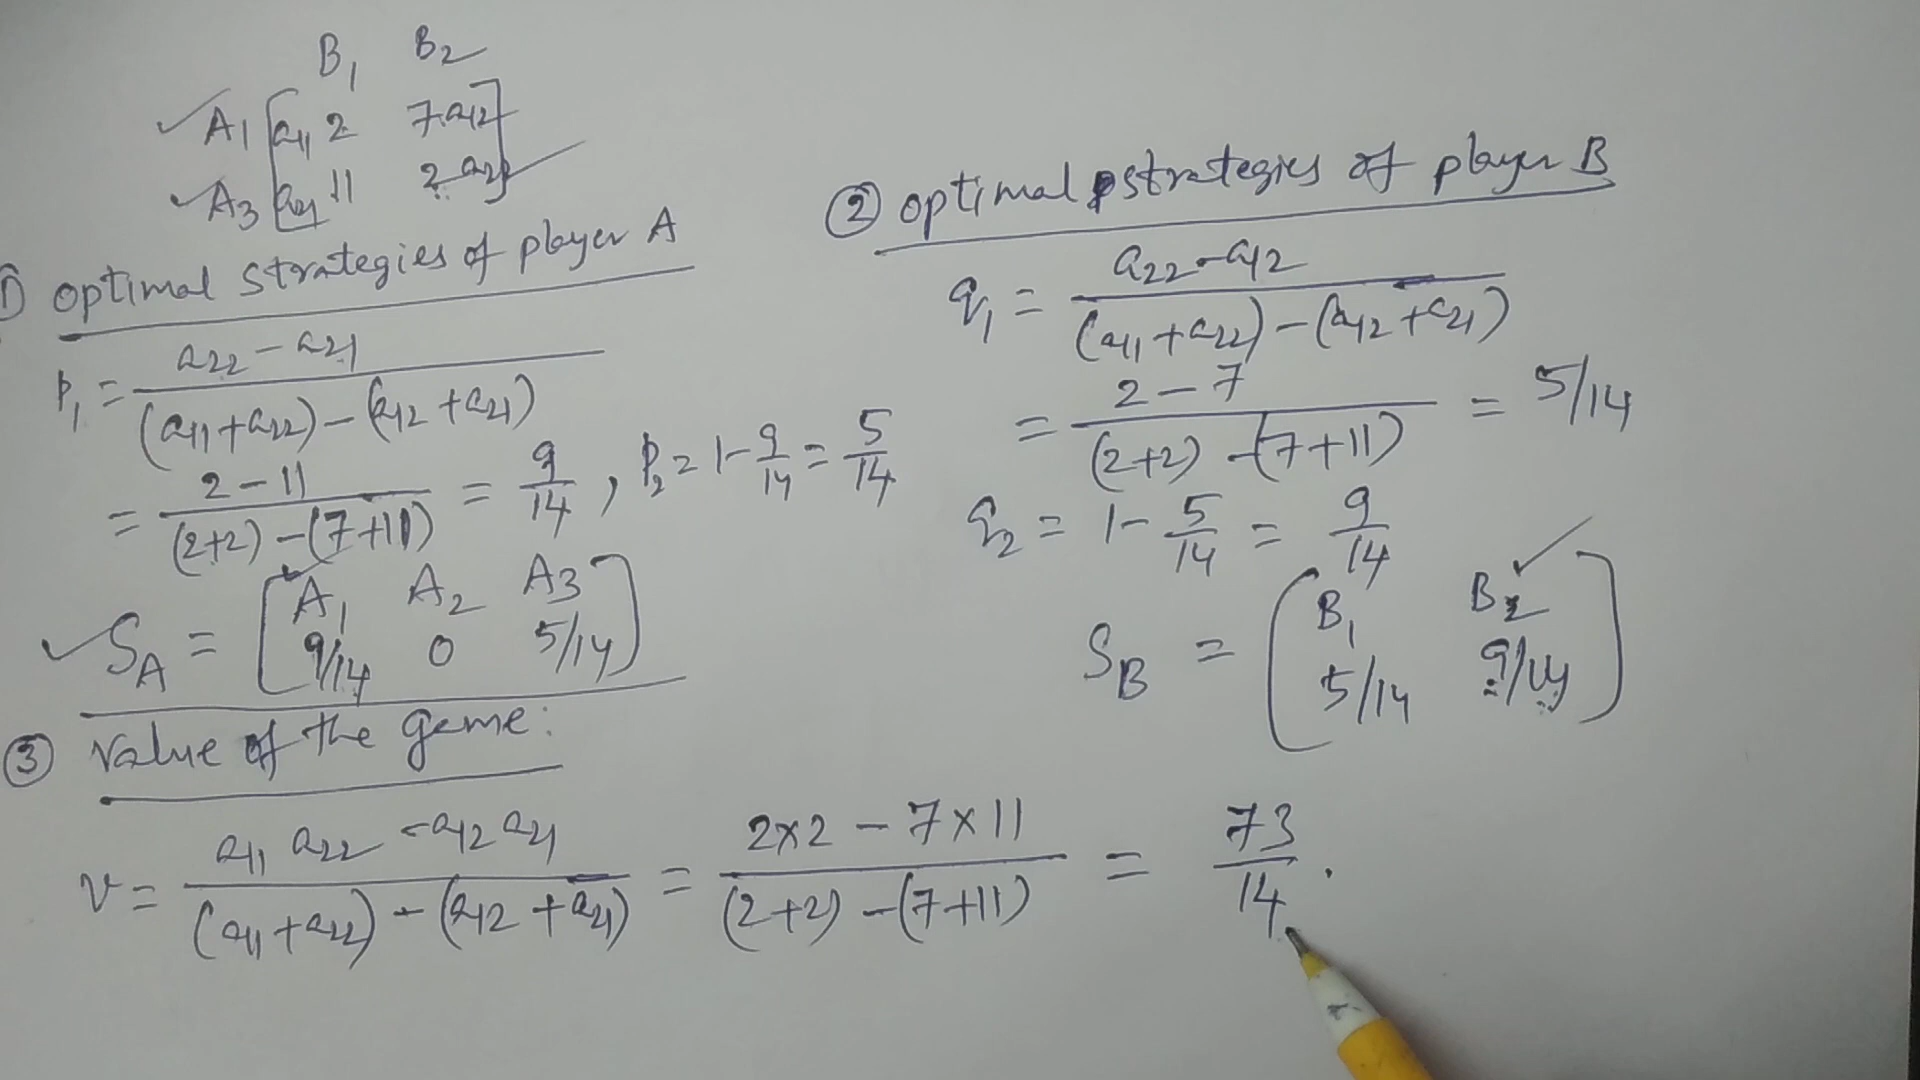 B₁ B₂
A₁ [a₁₁ 2 7 a₁₂]
A₃ [a₂₁ 11 2 a₂₂]
① optimal strategies of player A
p₁ = (a₂₂ - a₂₁) / ((a₁₁ + a₂₂) - (a₁₂ + a₂₁))
= (2 - 11) / ((2+2) - (7+11)) = 9/14 , p₂ = 1 - 9/14 = 5/14
S_A = [A₁ A₂ A₃
9/14 0 5/14]
② optimal strategies of player B
q₁ = (a₂₂ - a₁₂) / ((a₁₁ + a₂₂) - (a₁₂ + a₂₁))
= (2 - 7) / ((2+2) - (7+11)) = 5/14
q₂ = 1 - 5/14 = 9/14
S_B = (B₁ B₂
5/14 9/14)
③ Value of the game:
v = (a₁₁ a₂₂ - a₁₂ a₂₁) / ((a₁₁ + a₂₂) - (a₁₂ + a₂₁)) = (2×2 - 7×11) / ((2+2) - (7+11)) = 73/14 .